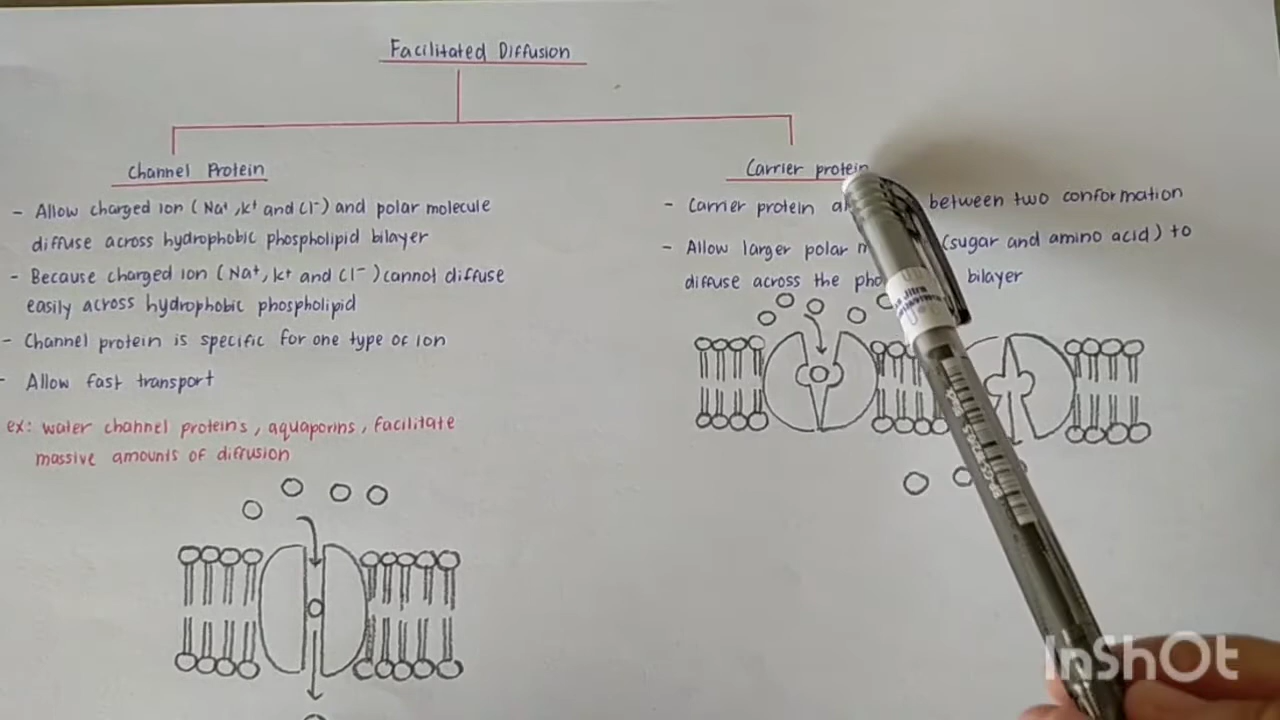 Facilitated Diffusion
Channel Protein
- Allow charged ion (Na⁺, K⁺ and Cl⁻) and polar molecule
diffuse across hydrophobic phospholipid bilayer
- Because charged ion (Na⁺, K⁺ and Cl⁻) cannot diffuse
easily across hydrophobic phospholipid
- Channel protein is specific for one type of ion
- Allow fast transport
ex: water channel proteins, aquaporins, facilitate
massive amounts of diffusion
Carrier protein
- Carrier protein between two conformation
- Allow larger polar (sugar and amino acid) to
diffuse across the bilayer
InShOt